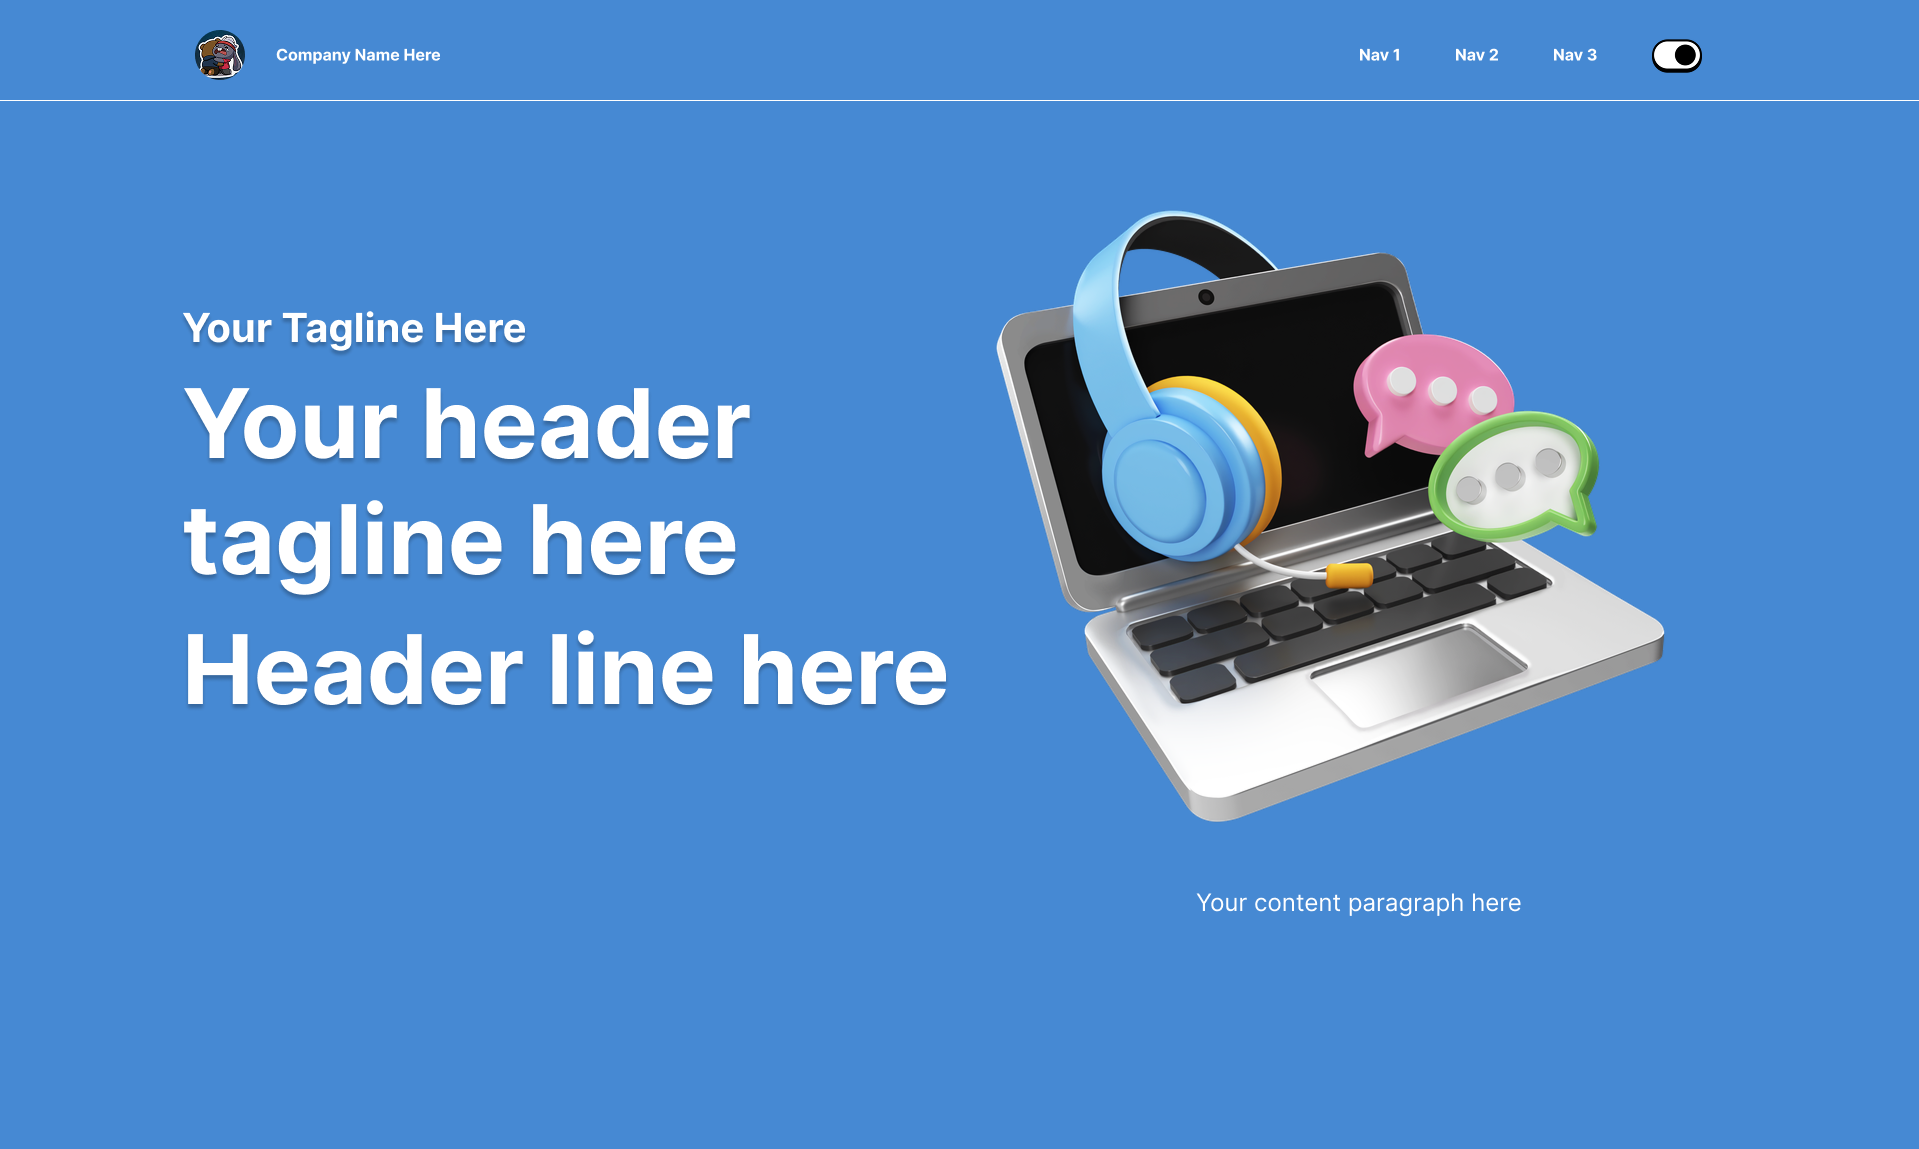 Company Name Here
Nav 1
Nav 2
Nav 3
Your Tagline Here
Your header
tagline here
Header line here
Your content paragraph here